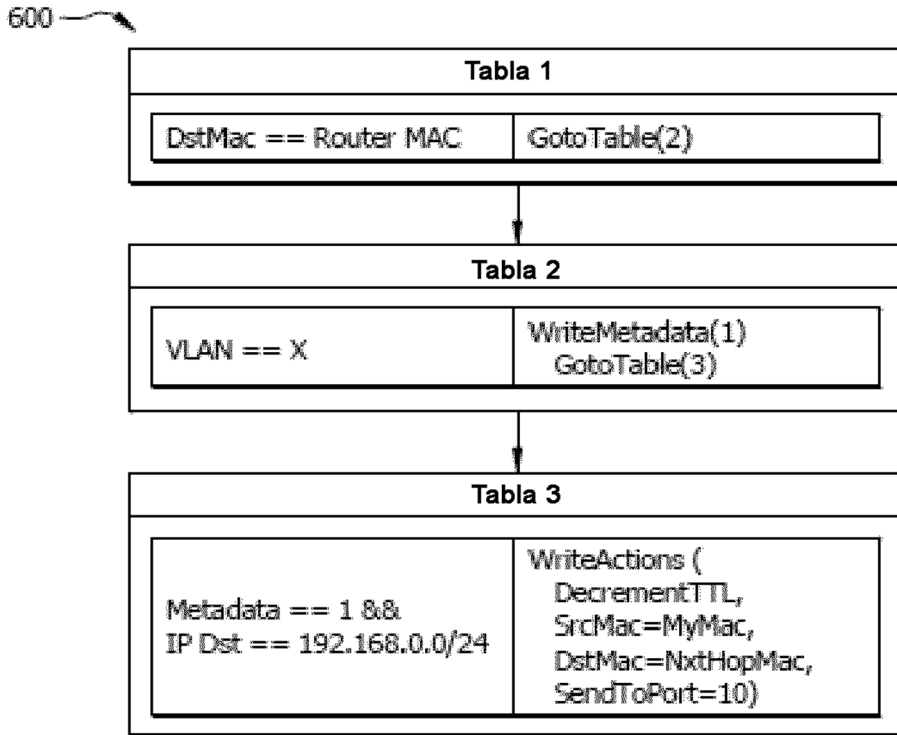 600
Tabla 1
DstMac == Router MAC
GotoTable(2)
Tabla 2
VLAN == X
WriteMetadata(1)
GotoTable(3)
Tabla 3
Metadata == 1 &&
IP Dst == 192.168.0.0/24
WriteActions (
DecrementTTL,
SrcMac=MyMac,
DstMac=NxtHopMac,
SendToPort=10)